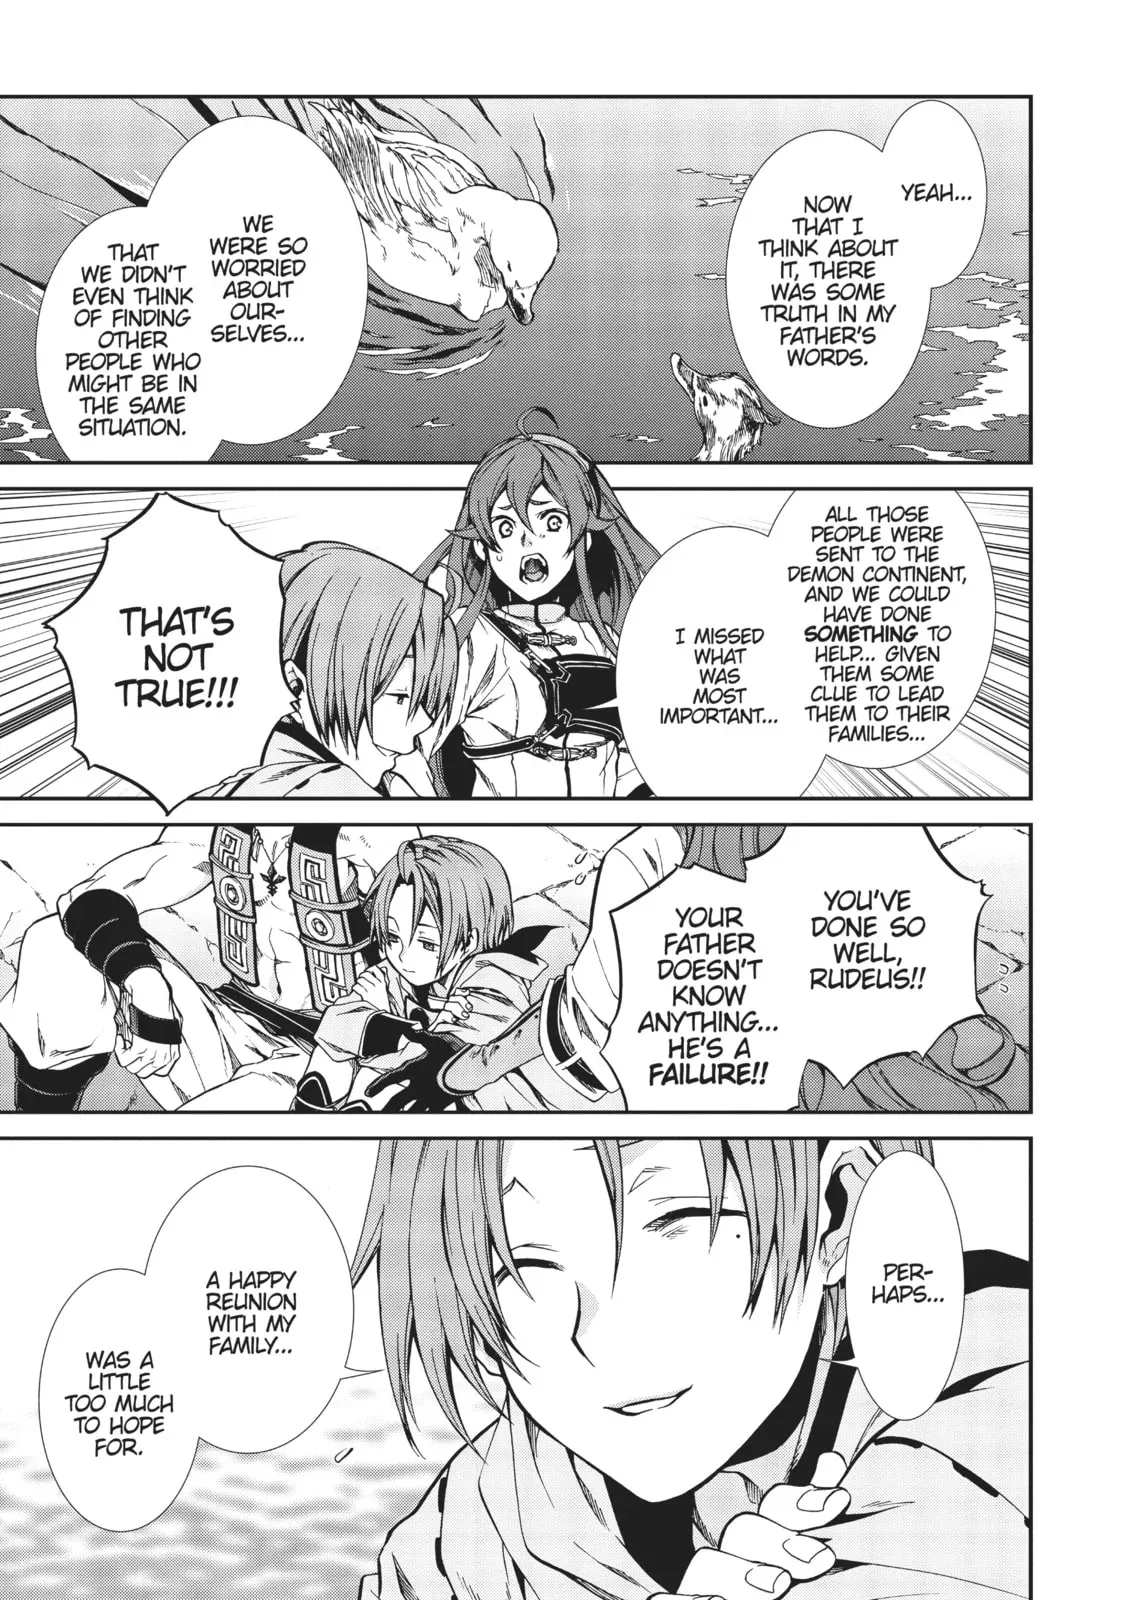 YEAH...
NOW
THAT I
THINK ABOUT
IT, THERE
WAS SOME
TRUTH IN MY
FATHER'S
WORDS.
WE
WERE SO
WORRIED
ABOUT
OUR-
SELVES...
THAT
WE DIDN'T
EVEN THINK
OF FINDING
OTHER
PEOPLE WHO
MIGHT BE IN
THE SAME
SITUATION.
ALL THOSE
PEOPLE WERE
SENT TO THE
DEMON CONTINENT,
AND WE COULD
HAVE DONE
SOMETHING TO
HELP... GIVEN
THEM SOME
CLUE TO LEAD
THEM TO THEIR
FAMILIES...
I MISSED
WHAT
WAS
MOST
IMPORTANT...
THAT'S
NOT
TRUE!!!
YOU'VE
DONE SO
WELL,
RUDEUS!!
YOUR
FATHER
DOESN'T
KNOW
ANYTHING...
HE'S A
FAILURE!!
PER-
HAPS...
A HAPPY
REUNION
WITH MY
FAMILY...
WAS A
LITTLE
TOO MUCH
TO HOPE
FOR.